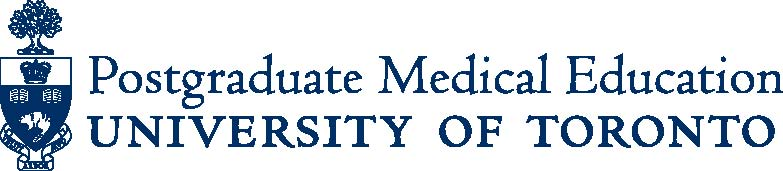 Postgraduate Medical Education
UNIVERSITY OF TORONTO